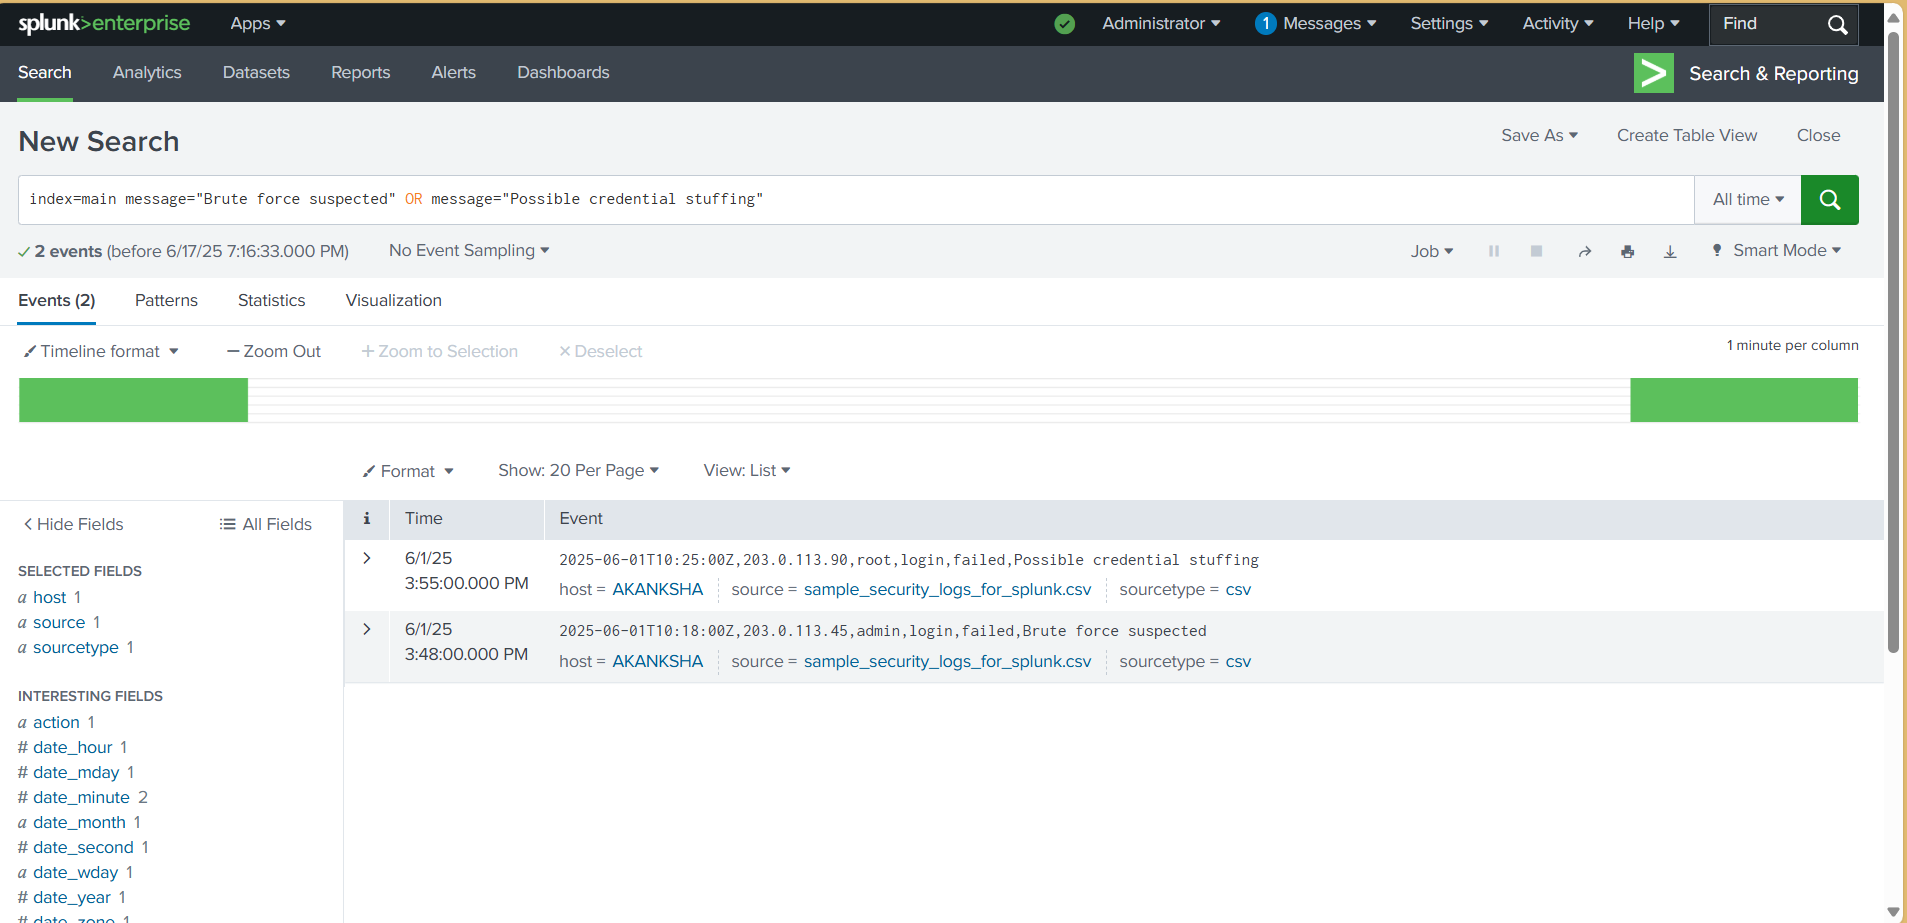 splunk>enterprise Apps Administrator 1 Messages Settings Activity Help Find
Search Analytics Datasets Reports Alerts Dashboards Search & Reporting
New Search Save As Create Table View Close
index=main message="Brute force suspected" OR message="Possible credential stuffing" All time
2 events (before 6/17/25 7:16:33.000 PM) No Event Sampling Job Smart Mode
Events (2) Patterns Statistics Visualization
Timeline format Zoom Out Zoom to Selection Deselect 1 minute per column
Format Show: 20 Per Page View: List
Hide Fields All Fields
SELECTED FIELDS
a host 1
a source 1
a sourcetype 1
INTERESTING FIELDS
a action 1
# date_hour 1
# date_mday 1
# date_minute 2
a date_month 1
# date_second 1
a date_wday 1
# date_year 1
# date_zone 1
i Time Event
6/1/25
3:55:00.000 PM
2025-06-01T10:25:00Z,203.0.113.90,root,login,failed,Possible credential stuffing
host = AKANKSHA source = sample_security_logs_for_splunk.csv sourcetype = csv
6/1/25
3:48:00.000 PM
2025-06-01T10:18:00Z,203.0.113.45,admin,login,failed,Brute force suspected
host = AKANKSHA source = sample_security_logs_for_splunk.csv sourcetype = csv